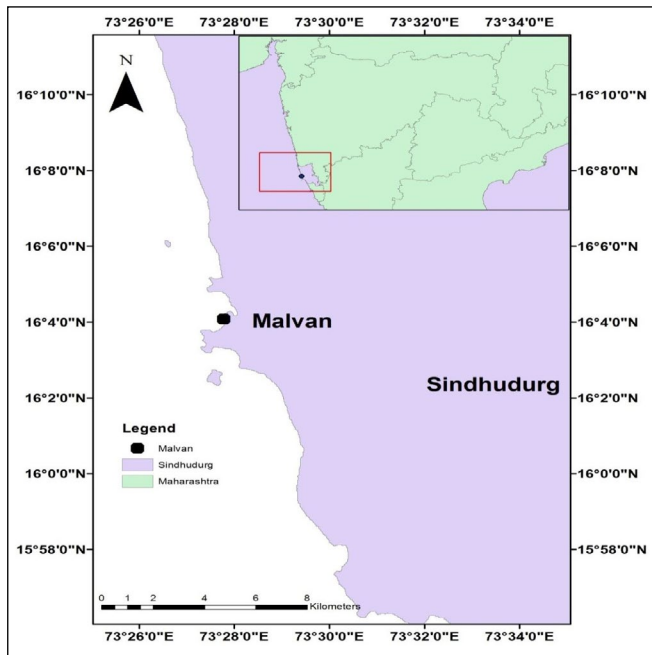 73°26'0"E 73°28'0"E 73°30'0"E 73°32'0"E 73°34'0"E
N
16°10'0"N 16°10'0"N
16°8'0"N 16°8'0"N
16°6'0"N 16°6'0"N
16°4'0"N Malvan 16°4'0"N
Sindhudurg
16°2'0"N 16°2'0"N
Legend
Malvan
16°0'0"N Sindhudurg 16°0'0"N
Maharashtra
15°58'0"N 15°58'0"N
0 1 2 4 6 8
Kilometers
73°26'0"E 73°28'0"E 73°30'0"E 73°32'0"E 73°34'0"E